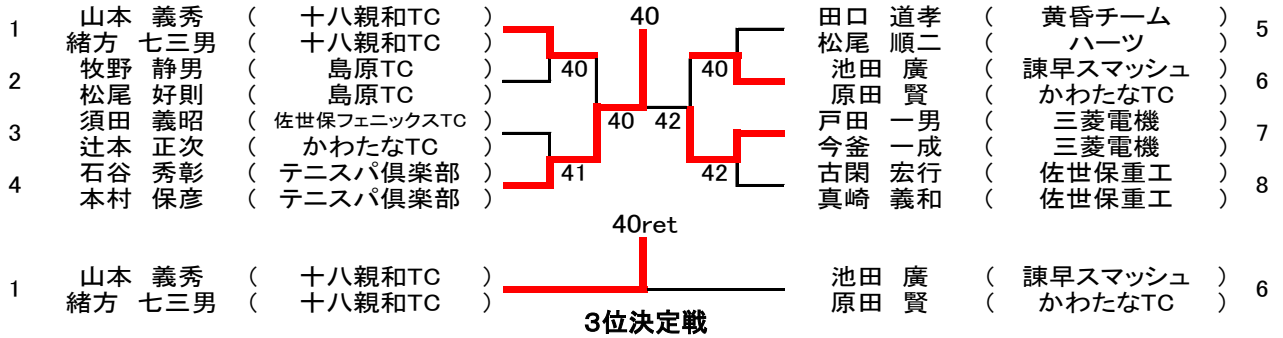 山本 義秀 ( 十八親和TC ) 40 田口 道孝 ( 黄昏チーム )
1 5
緒方 七三男 ( 十八親和TC ) 松尾 順二 ( ハーツ )
牧野 静男 ( 島原TC ) 40 40 池田 廣 ( 諫早スマッシュ )
2 6
松尾 好則 ( 島原TC ) 原田 賢 ( かわたなTC )
須田 義昭 ( 佐世保フェニックスTC ) 40 42 戸田 一男 ( 三菱電機 )
3 7
辻本 正次 ( かわたなTC ) 今釜 一成 ( 三菱電機 )
石谷 秀彰 ( テニスパ倶楽部 ) 41 42 古閑 宏行 ( 佐世保重工 )
4 8
本村 保彦 ( テニスパ倶楽部 ) 真崎 義和 ( 佐世保重工 )
40ret
山本 義秀 ( 十八親和TC ) 池田 廣 ( 諫早スマッシュ )
1 6
緒方 七三男 ( 十八親和TC ) 原田 賢 ( かわたなTC )
3位決定戦